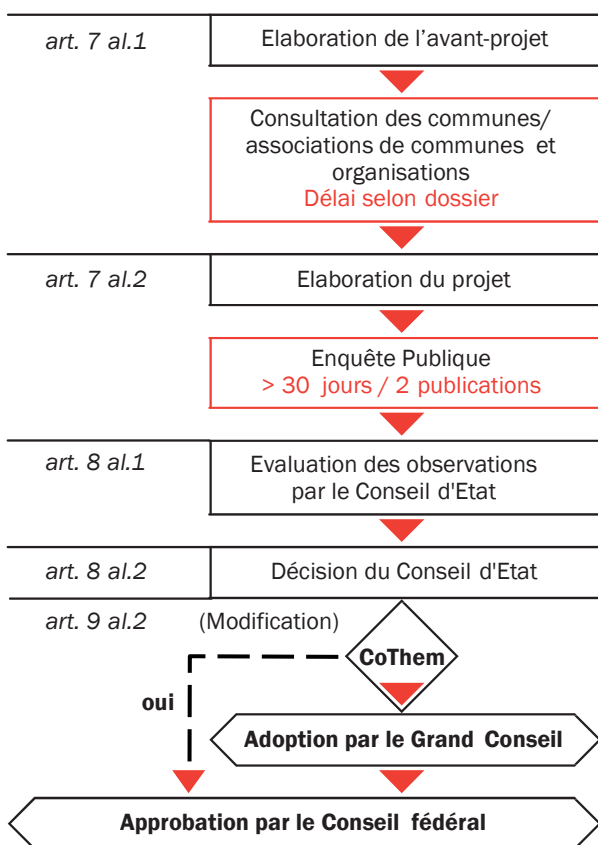 art. 7 al.1
Elaboration de l'avant-projet
Consultation des communes/
associations de communes et
organisations
Délai selon dossier
art. 7 al.2
Elaboration du projet
Enquête Publique
> 30 jours / 2 publications
art. 8 al.1
Evaluation des observations
par le Conseil d'Etat
art. 8 al.2
Décision du Conseil d'Etat
art. 9 al.2
(Modification)
CoThem
oui
Adoption par le Grand Conseil
Approbation par le Conseil fédéral